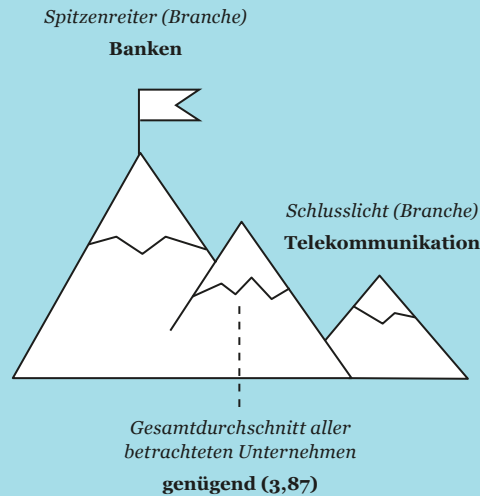 Spitzenreiter (Branche)
Banken
Schlusslicht (Branche)
Telekommunikation
Gesamtdurchschnitt aller
betrachteten Unternehmen
genügend (3,87)